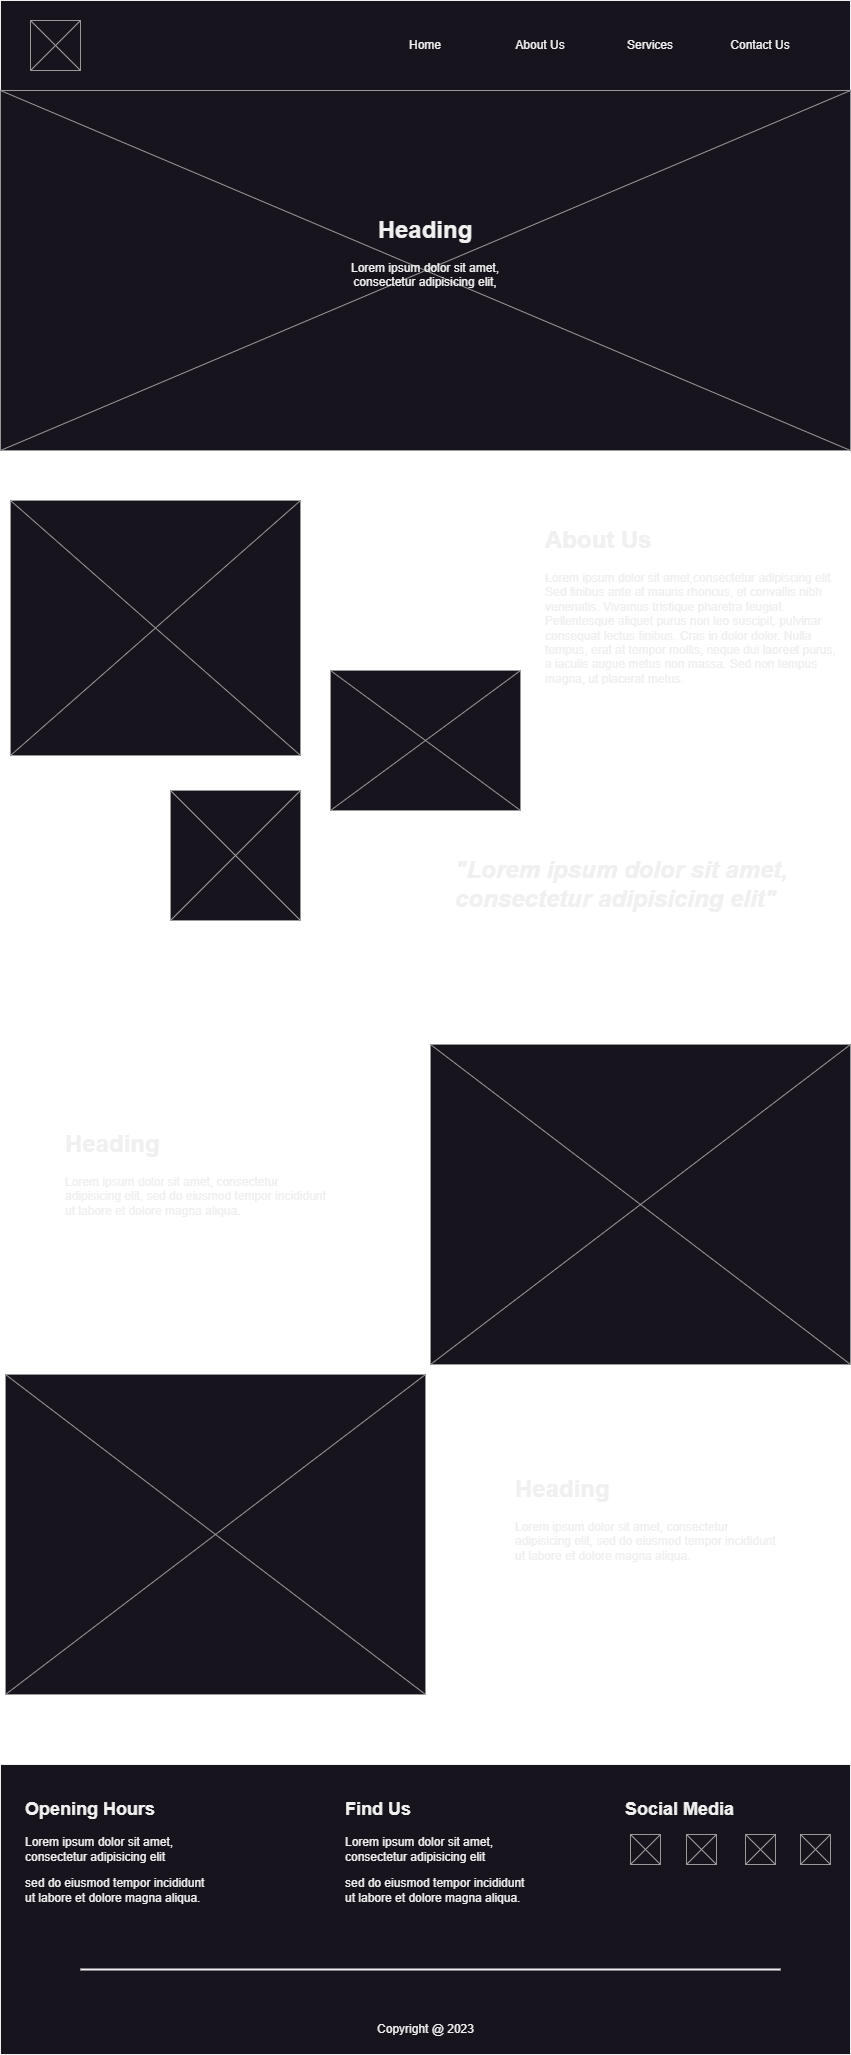 Home About Us Services Contact Us
Heading
Lorem ipsum dolor sit amet,
consectetur adipisicing elit,
About Us
Lorem ipsum dolor sit amet,consectetur adipiscing elit.
Sed finibus ante at mauris rhoncus, et convallis nibh
venenatis. Vivamus tristique pharetra feugiat.
Pellentesque aliquet purus non leo suscipit, pulvinar
consequat lectus finibus. Cras in dolor dolor. Nulla
tempus, erat at tempor mollis, neque dui laoreet purus,
a iaculis augue metus non massa. Sed non tempus
magna, ut placerat metus.
"Lorem ipsum dolor sit amet,
consectetur adipisicing elit"
Heading
Lorem ipsum dolor sit amet, consectetur
adipisicing elit, sed do eiusmod tempor incididunt
ut labore et dolore magna aliqua.
Heading
Lorem ipsum dolor sit amet, consectetur
adipisicing elit, sed do eiusmod tempor incididunt
ut labore et dolore magna aliqua.
Opening Hours
Lorem ipsum dolor sit amet,
consectetur adipisicing elit
sed do eiusmod tempor incididunt
ut labore et dolore magna aliqua.
Find Us
Lorem ipsum dolor sit amet,
consectetur adipisicing elit
sed do eiusmod tempor incididunt
ut labore et dolore magna aliqua.
Social Media
Copyright @ 2023